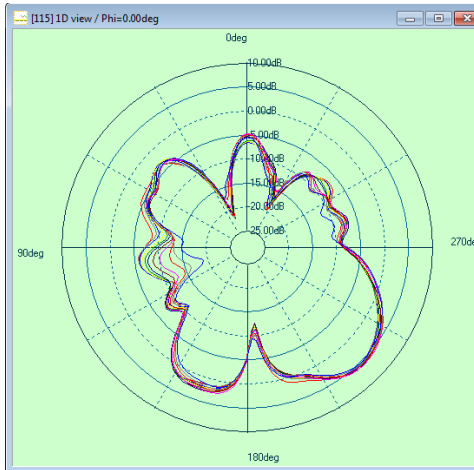 [115] 1D view / Phi=0.00deg
0deg
10.00dB
5.00dB
0.00dB
-5.00dB
-10.00dB
-15.00dB
-20.00dB
-25.00dB
90deg
270de
180deg